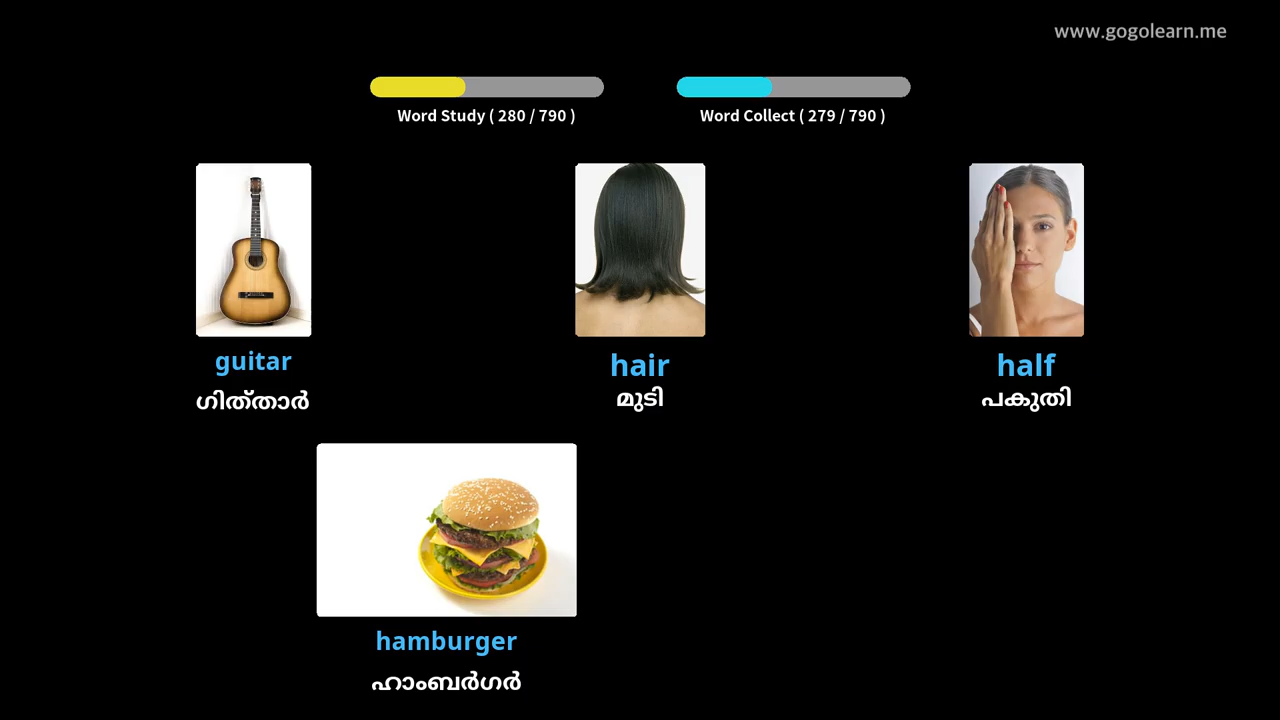 www.gogolearn.me
Word Study ( 280 / 790 )
Word Collect ( 279 / 790 )
guitar
ഗിത്താർ
hair
മുടി
half
പകുതി
hamburger
ഹാംബർഗർ